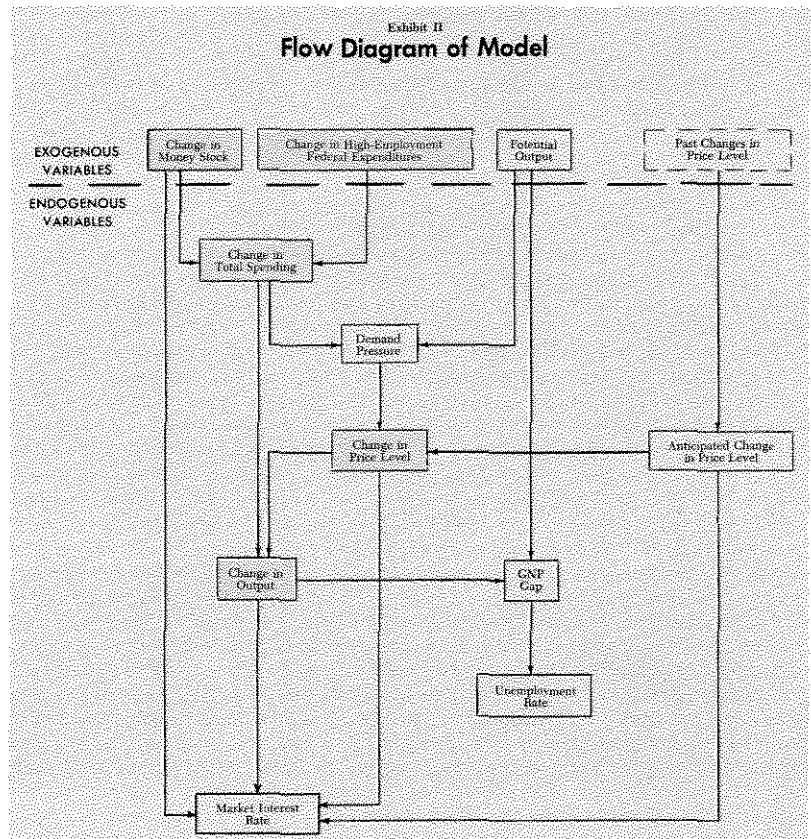 Exhibit II
Flow Diagram of Model
EXOGENOUS
VARIABLES
Change in
Money Stock
Change in High-Employment
Federal Expenditures
Potential
Output
Past Changes in
Price Level
ENDOGENOUS
VARIABLES
Change in
Total Spending
Demand
Pressure
Change in
Price Level
Anticipated Change
in Price Level
Change in
Output
GNP
Gap
Unemployment
Rate
Market Interest
Rate